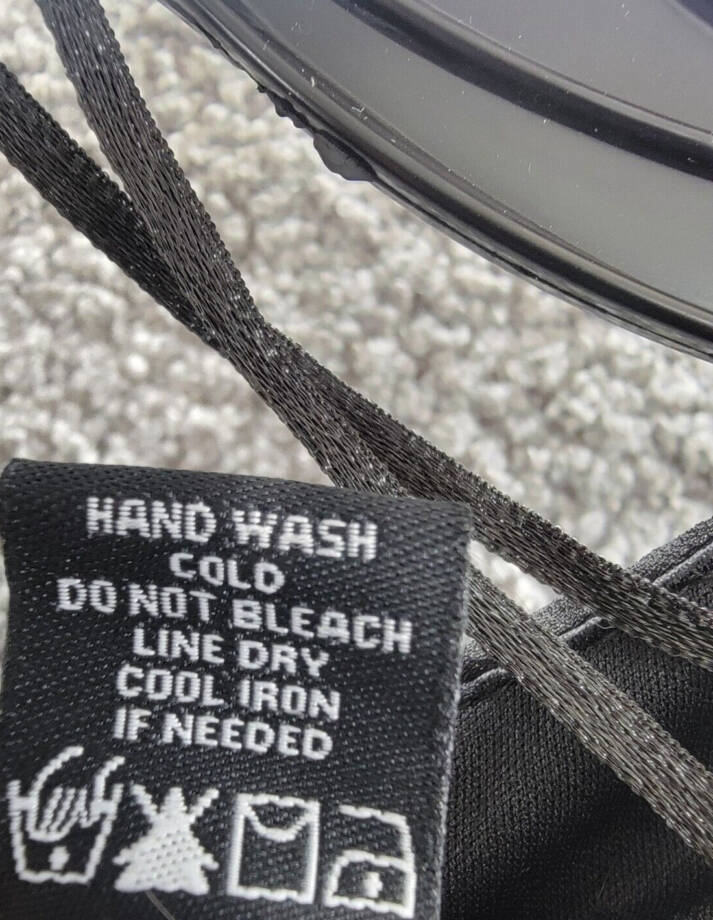 HAND WASH
COLD
DO NOT BLEACH
LINE DRY
COOL IRON
IF NEEDED